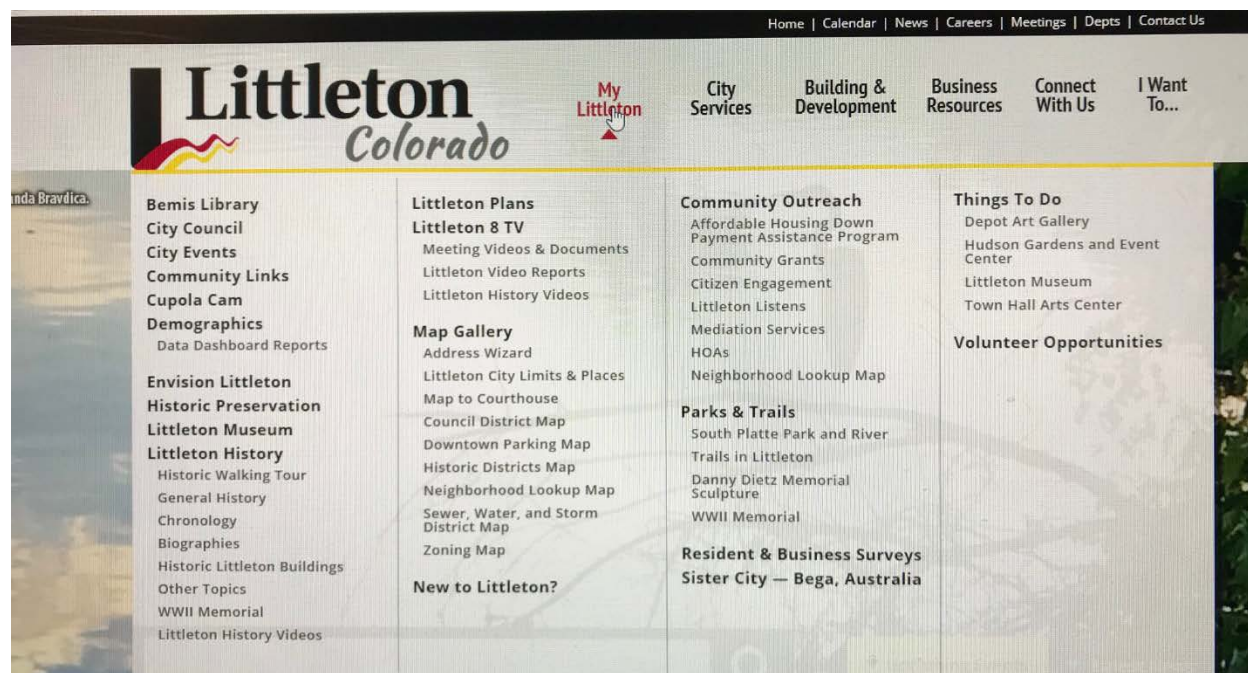 Home | Calendar | News | Careers | Meetings | Depts | Contact Us
Littleton
Colorado
My
Littleton
City
Services
Building &
Development
Business
Resources
Connect
With Us
I Want
To...
Bravdica.
Bemis Library
City Council
City Events
Community Links
Cupola Cam
Demographics
Data Dashboard Reports
Envision Littleton
Historic Preservation
Littleton Museum
Littleton History
Historic Walking Tour
General History
Chronology
Biographies
Historic Littleton Buildings
Other Topics
WWII Memorial
Littleton History Videos
Littleton Plans
Littleton 8 TV
Meeting Videos & Documents
Littleton Video Reports
Littleton History Videos
Map Gallery
Address Wizard
Littleton City Limits & Places
Map to Courthouse
Council District Map
Downtown Parking Map
Historic Districts Map
Neighborhood Lookup Map
Sewer, Water, and Storm
District Map
Zoning Map
New to Littleton?
Community Outreach
Affordable Housing Down
Payment Assistance Program
Community Grants
Citizen Engagement
Littleton Listens
Mediation Services
HOAs
Neighborhood Lookup Map
Parks & Trails
South Platte Park and River
Trails in Littleton
Danny Dietz Memorial
Sculpture
WWII Memorial
Resident & Business Surveys
Sister City — Bega, Australia
Things To Do
Depot Art Gallery
Hudson Gardens and Event
Center
Littleton Museum
Town Hall Arts Center
Volunteer Opportunities